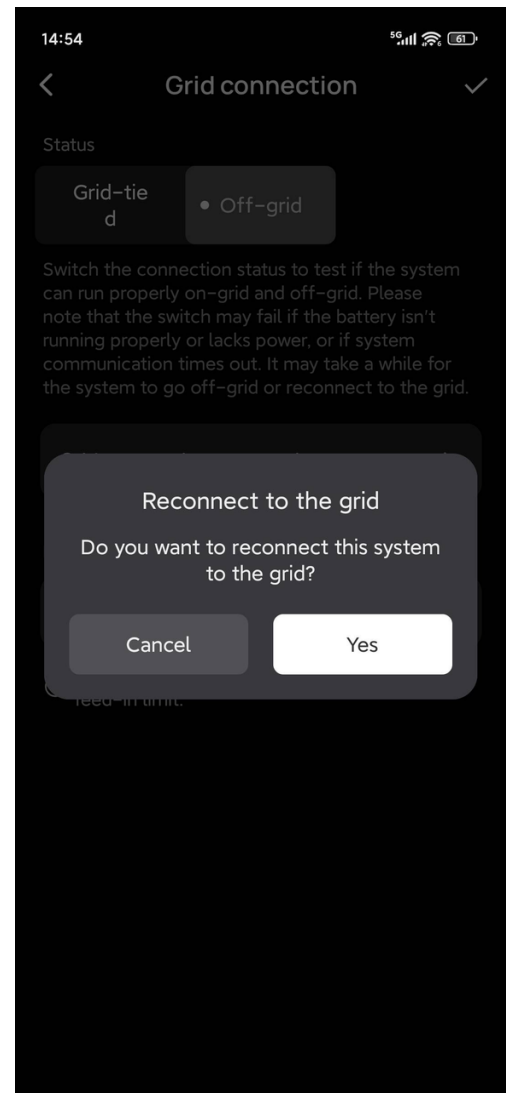 14:54
5G
6
61
Grid connection
Status
Grid-tie
d
Off-grid
Switch the connection status to test if the system
can run properly on-grid and off-grid. Please
note that the switch may fail if the battery isn't
running properly or lacks power, or if system
communication times out. It may take a while for
the system to go off-grid or reconnect to the grid.
Reconnect to the grid
Do you want to reconnect this system
to the grid?
Cancel
Yes
feed-in limit.